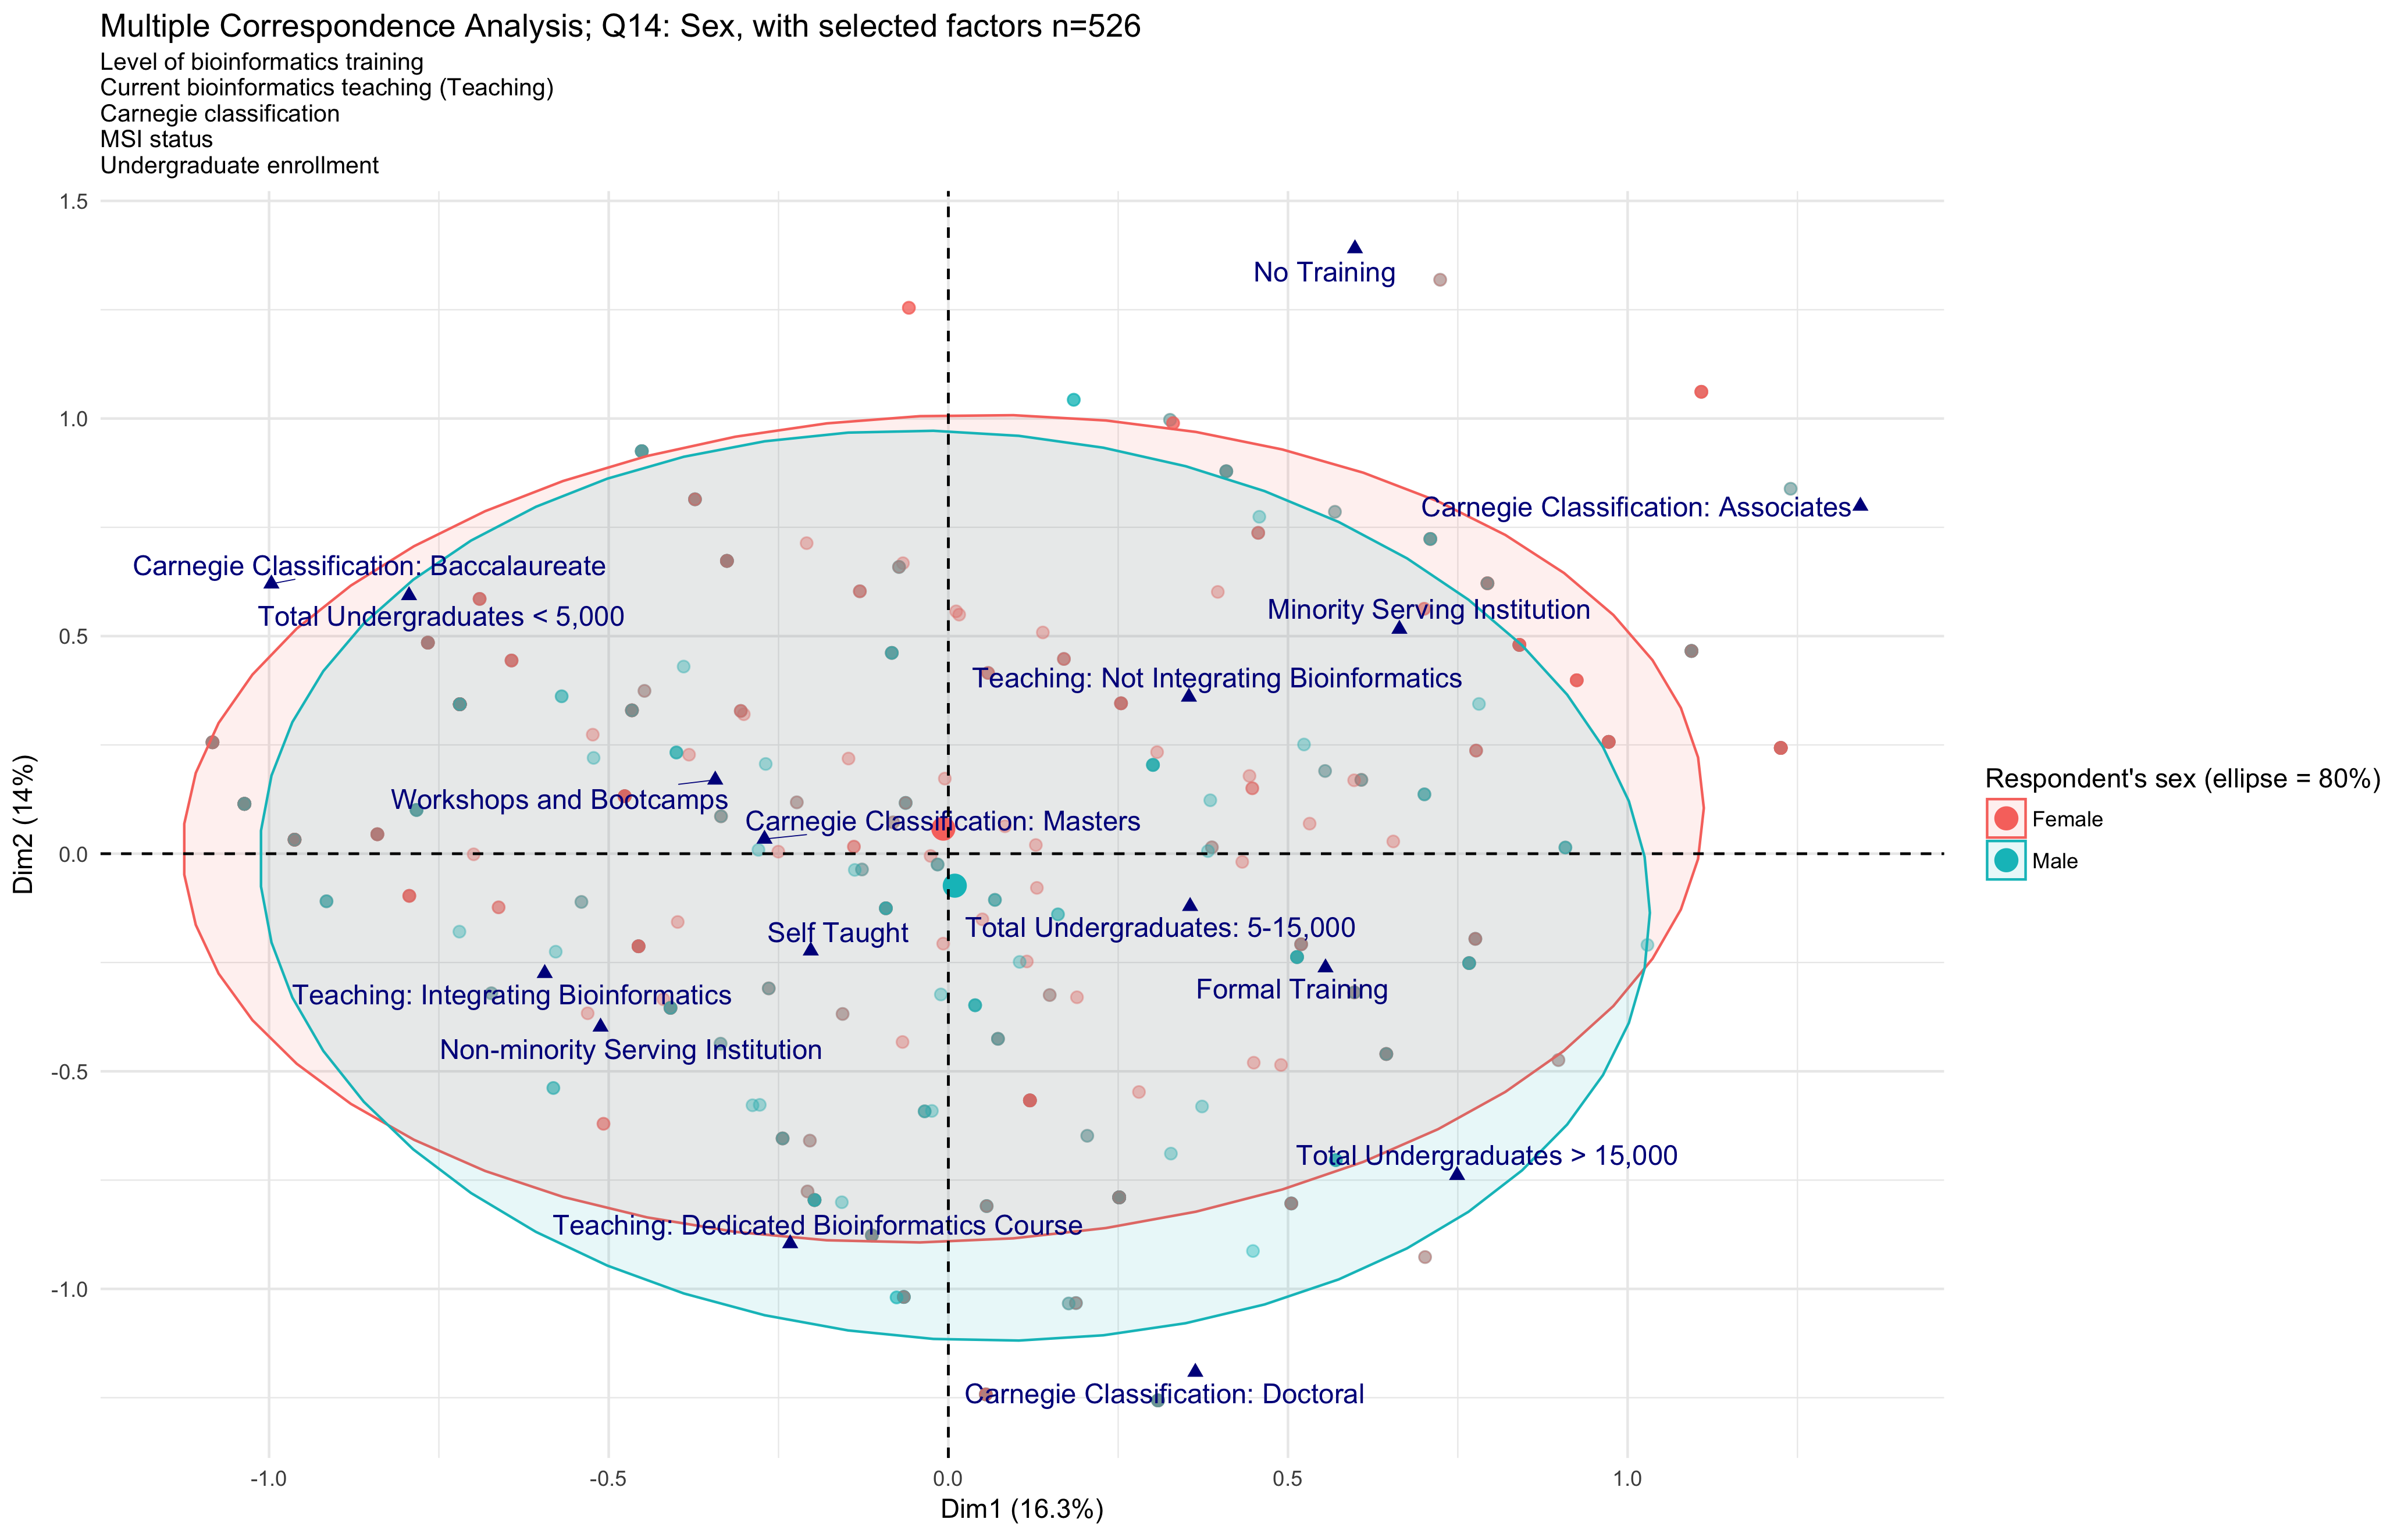 Multiple Correspondence Analysis; Q14: Sex, with selected factors n=526
Level of bioinformatics training
Current bioinformatics teaching (Teaching)
Carnegie classification
MSI status
Undergraduate enrollment
1.5
1.0
0.5
0.0
-0.5
-1.0
Dim2 (14%)
No Training
Carnegie Classification: Associates
Carnegie Classification: Baccalaureate
Total Undergraduates < 5,000
Minority Serving Institution
Teaching: Not Integrating Bioinformatics
Workshops and Bootcamps
Carnegie Classification: Masters
Self Taught
Total Undergraduates: 5-15,000
Formal Training
Teaching: Integrating Bioinformatics
Non-minority Serving Institution
Total Undergraduates > 15,000
Teaching: Dedicated Bioinformatics Course
Carnegie Classification: Doctoral
-1.0
-0.5
0.0
0.5
1.0
Dim1 (16.3%)
Respondent's sex (ellipse = 80%)
Female
Male